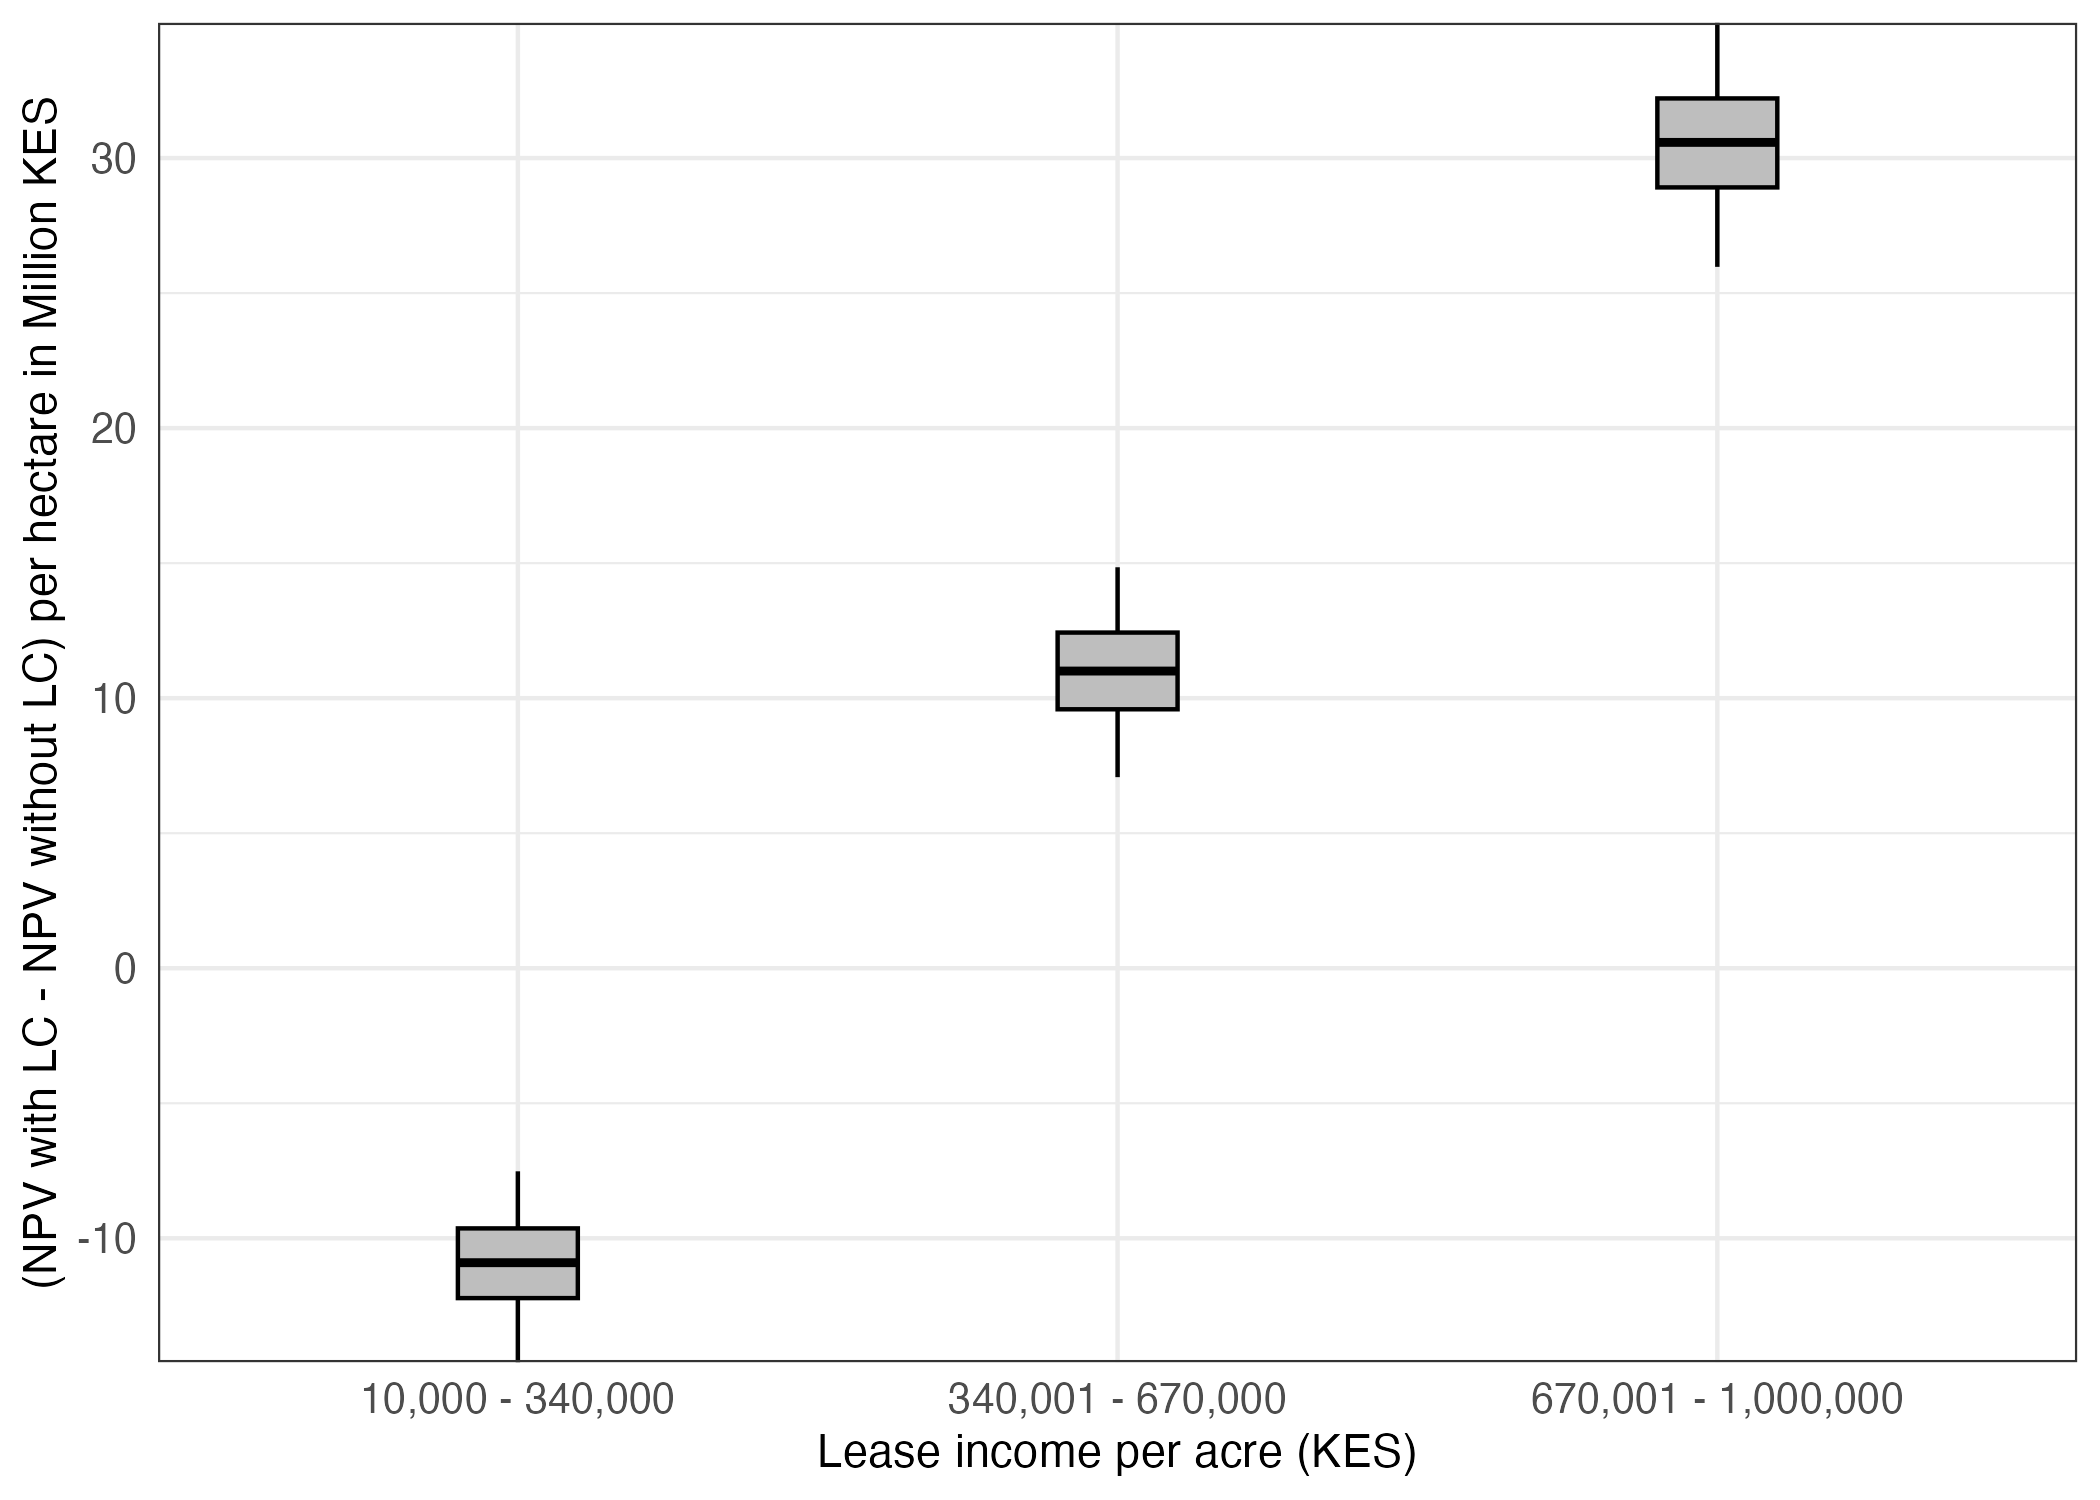 (NPV with LC - NPV without LC) per hectare in Million KES
30
20
10
0
-10
10,000 - 340,000
340,001 - 670,000
670,001 - 1,000,000
Lease income per acre (KES)